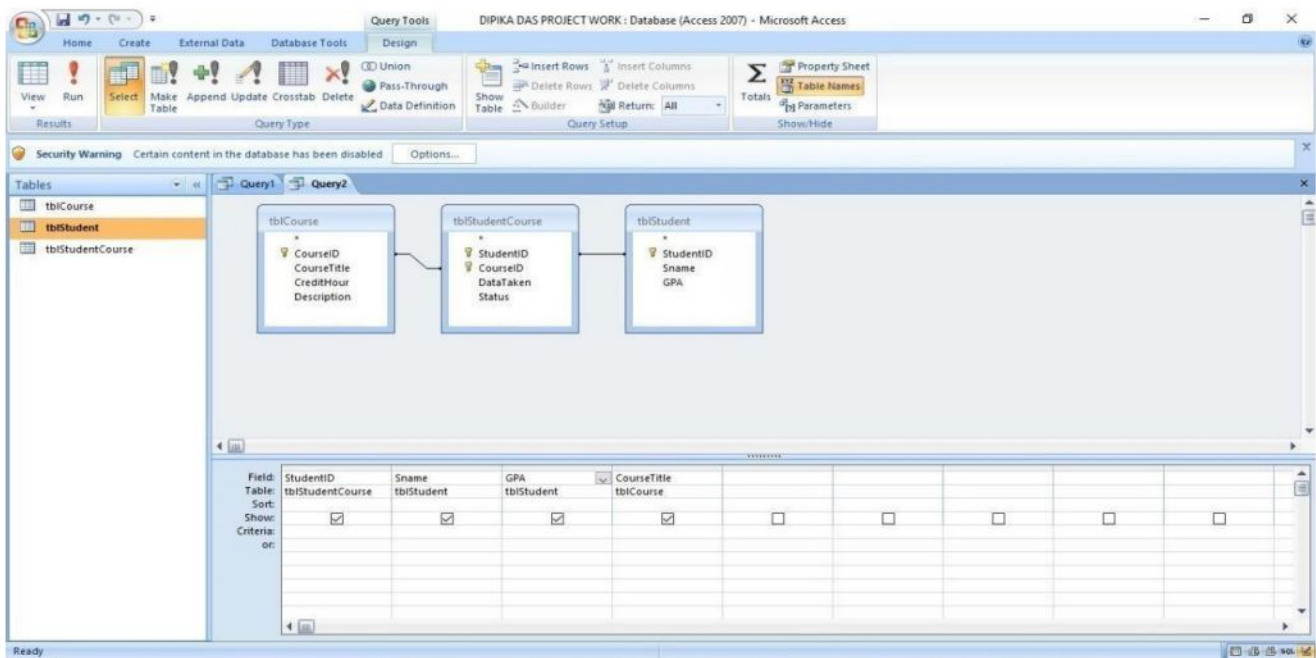 Query Tools DIPIKA DAS PROJECT WORK : Database (Access 2007) - Microsoft Access
Home Create External Data Database Tools Design
View Run Select Make Table Append Update Crosstab Delete
Union
Pass-Through
Data Definition
Show Table
Insert Rows Insert Columns
Delete Rows Delete Columns
Builder Return: All
Totals
Property Sheet
Table Names
Parameters
Results Query Type Query Setup Show/Hide
Security Warning Certain content in the database has been disabled Options...
Tables
tblCourse
tblStudent
tblStudentCourse
Query1 Query2
tblCourse
*
CourseID
CourseTitle
CreditHour
Description
tblStudentCourse
*
StudentID
CourseID
DataTaken
Status
tblStudent
*
StudentID
Sname
GPA
Field: StudentID Sname GPA CourseTitle
Table: tblStudentCourse tblStudent tblStudent tblCourse
Sort:
Show:
Criteria:
or:
Ready SQL